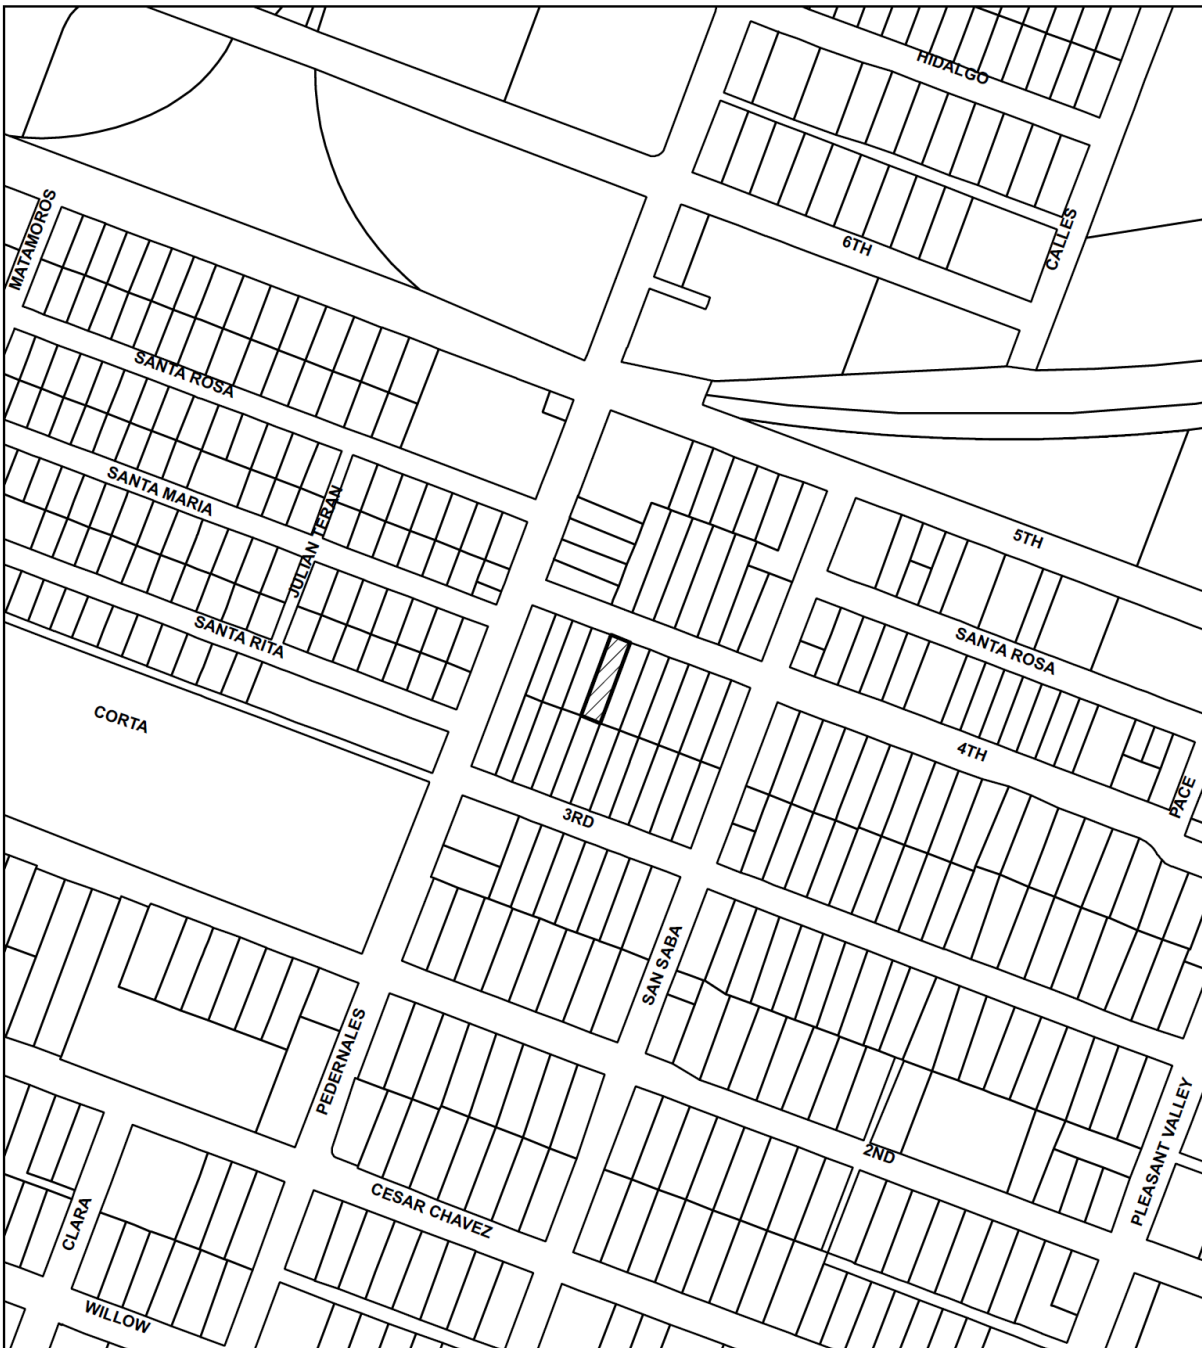 HIDALGO
MATAMOROS
CALLES
6TH
SANTA ROSA
SANTA MARIA
JULIAN TERAN
5TH
SANTA RITA
SANTA ROSA
CORTA
4TH
PACE
3RD
SAN SABA
PEDERNALES
PLEASANT VALLEY
2ND
CESAR CHAVEZ
CLARA
WILLOW